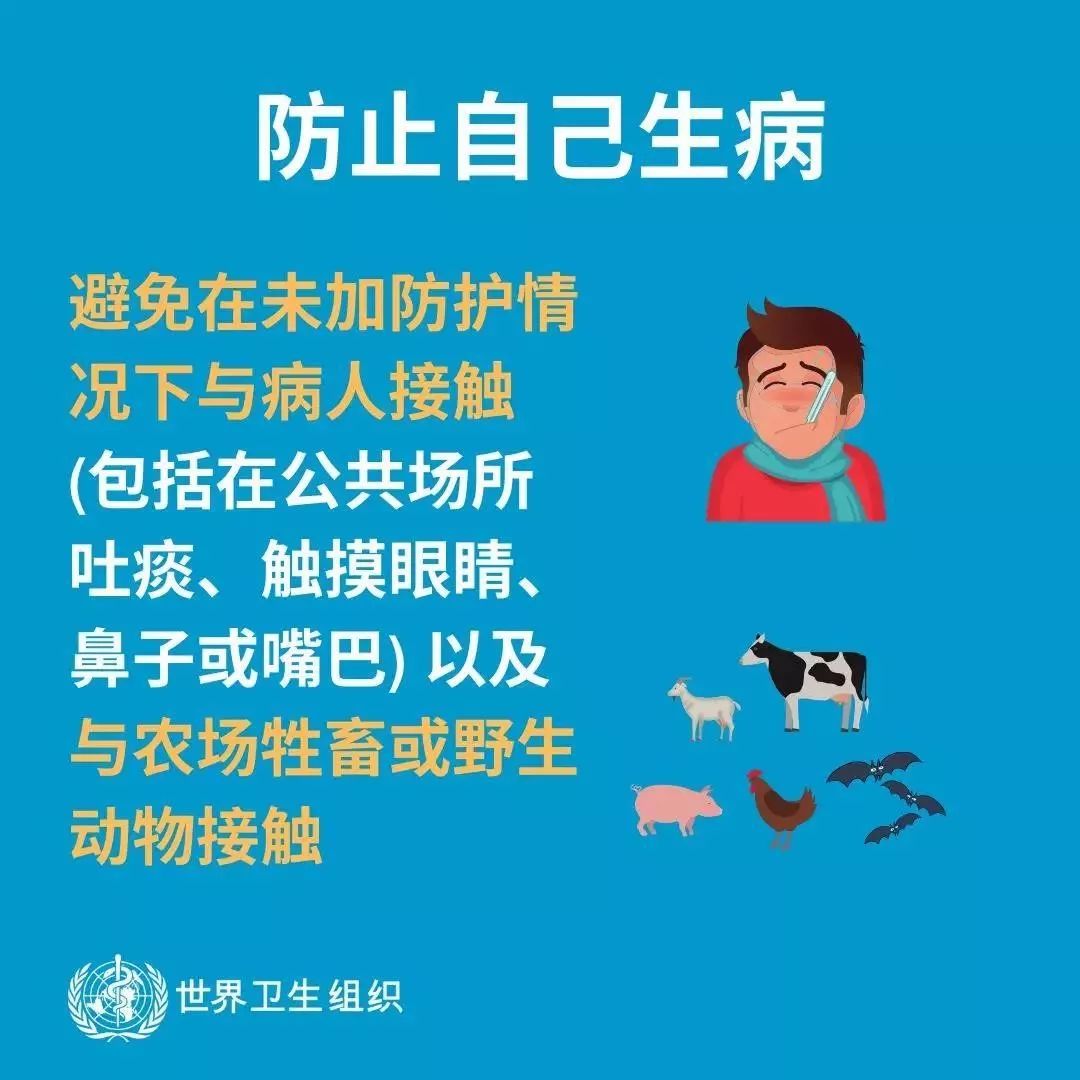 防止自己生病
避免在未加防护情
况下与病人接触
(包括在公共场所
吐痰、触摸眼睛、
鼻子或嘴巴) 以及
与农场牲畜或野生
动物接触
世界卫生组织